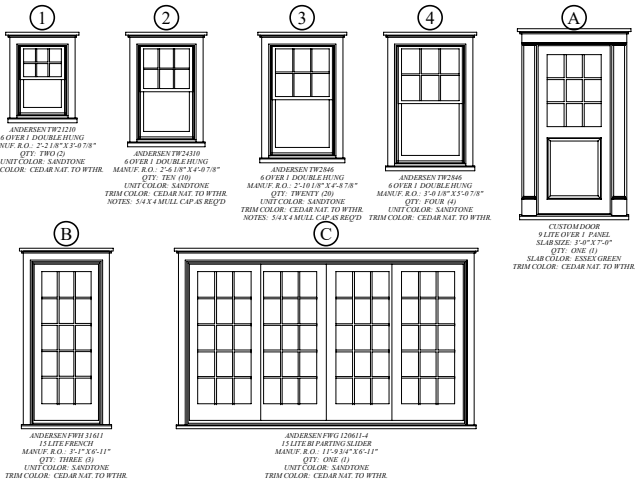 1
ANDERSEN TW21210
6 OVER 1 DOUBLE HUNG
NUF. R.O.: 2'-2 1/8" X 3'-0 7/8"
QTY: TWO (2)
UNIT COLOR: SANDTONE
COLOR: CEDAR NAT. TO WTHR.
2
ANDERSEN TW24310
6 OVER 1 DOUBLE HUNG
MANUF. R.O.: 2'-6 1/8" X 4'-0 7/8"
QTY: TEN (10)
UNIT COLOR: SANDTONE
TRIM COLOR: CEDAR NAT. TO WTHR.
NOTES: 5/4 X 4 MULL CAP AS REQ'D
3
ANDERSEN TW2846
6 OVER 1 DOUBLE HUNG
MANUF. R.O.: 2'-10 1/8" X 4'-8 7/8"
QTY: TWENTY (20)
UNIT COLOR: SANDTONE
TRIM COLOR: CEDAR NAT. TO WTHR.
NOTES: 5/4 X 4 MULL CAP AS REQ'D
4
ANDERSEN TW2846
6 OVER 1 DOUBLE HUNG
MANUF. R.O.: 3'-0 1/8" X 5'-0 7/8"
QTY: FOUR (4)
UNIT COLOR: SANDTONE
TRIM COLOR: CEDAR NAT. TO WTHR.
A
CUSTOM DOOR
9 LITE OVER 1 PANEL
SLAB SIZE: 3'-0" X 7'-0"
QTY: ONE (1)
SLAB COLOR: ESSEX GREEN
TRIM COLOR: CEDAR NAT. TO WTHR.
B
ANDERSEN FWH 31611
15 LITE FRENCH
MANUF. R.O.: 3'-1" X 6'-11"
QTY: THREE (3)
UNIT COLOR: SANDTONE
TRIM COLOR: CEDAR NAT. TO WTHR.
C
ANDERSEN FWG 120611-4
15 LITE BI PARTING SLIDER
MANUF. R.O.: 11'-9 3/4" X 6'-11"
QTY: ONE (1)
UNIT COLOR: SANDTONE
TRIM COLOR: CEDAR NAT. TO WTHR.